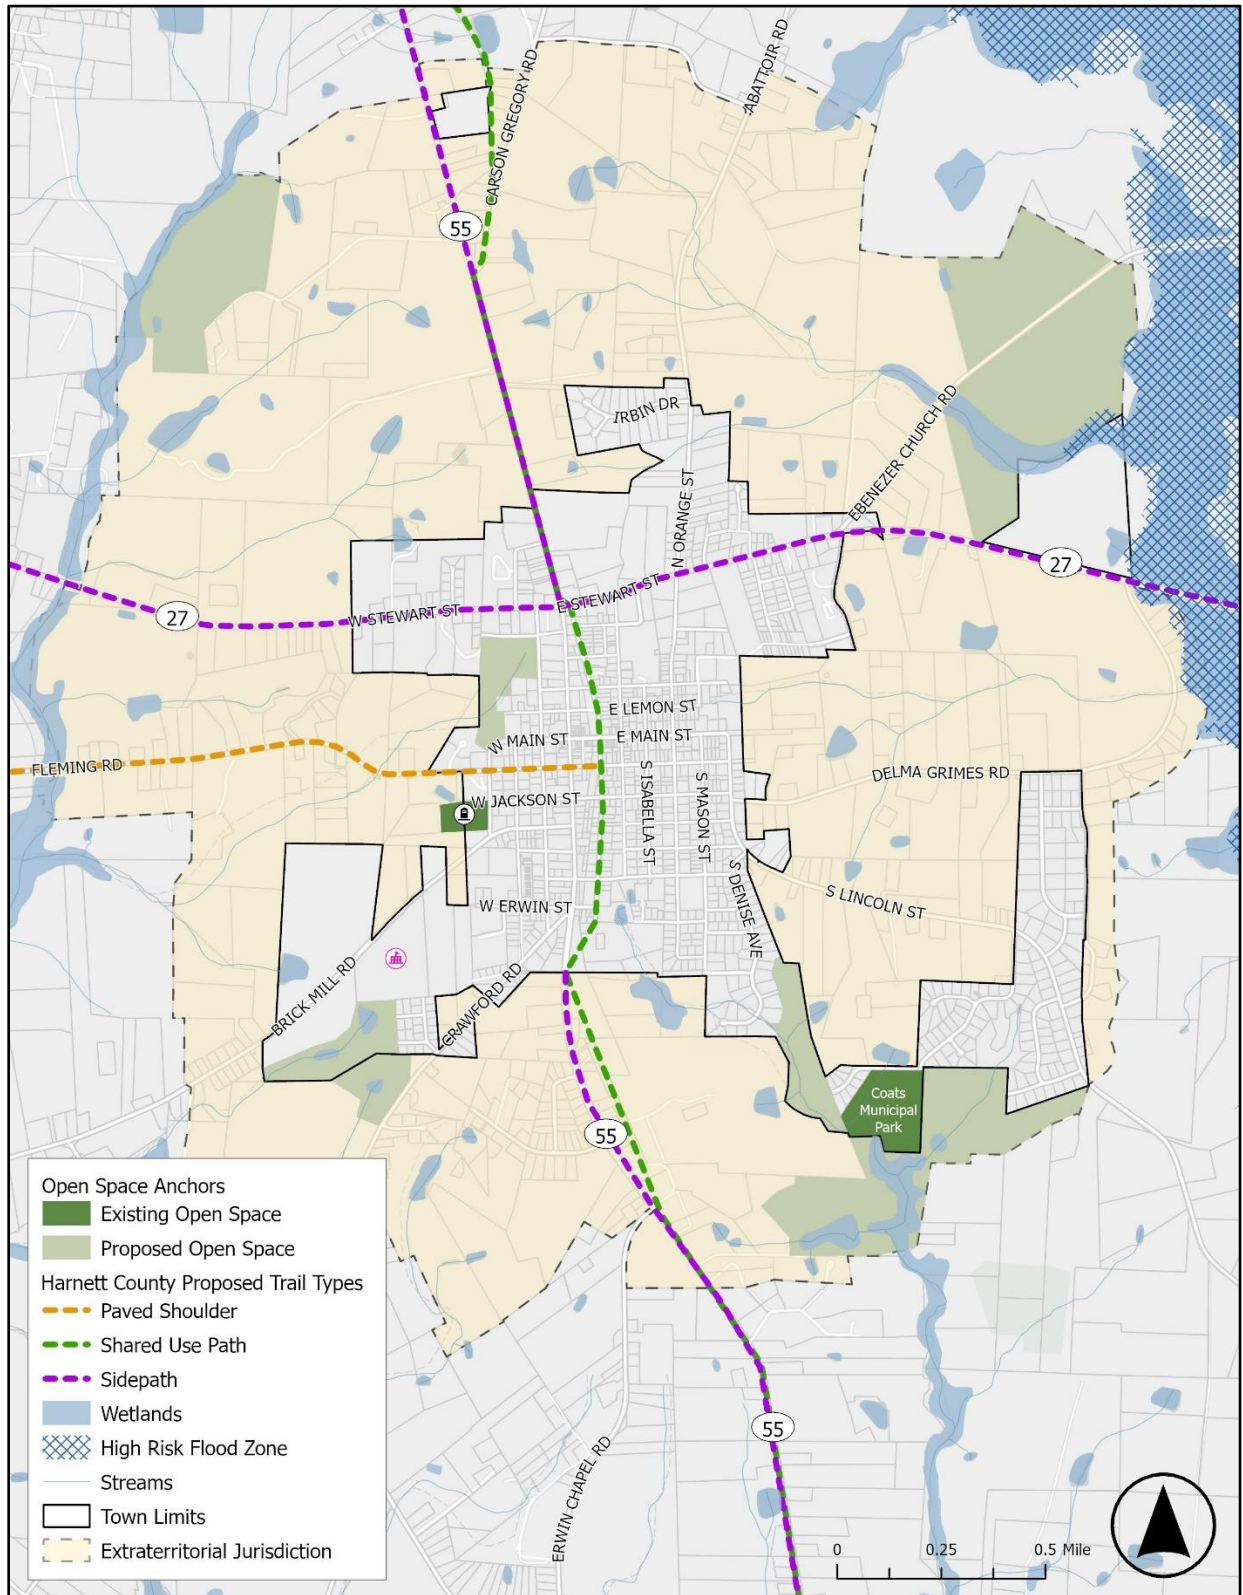 ABATTOIR RD
CARSON GREGORY RD
55
IRBIN DR
EBENEZER CHURCH RD
N ORANGE ST
27
E STEWART ST
W STEWART ST
27
E LEMON ST
W MAIN ST
E MAIN ST
FLEMING RD
DELMA GRIMES RD
W JACKSON ST
S ISABELLA ST
S MASON ST
S DENISE AVE
S LINCOLN ST
W ERWIN ST
BRICK MILL RD
CRAWFORD RD
Coats
Municipal
Park
55
55
ERWIN CHAPEL RD
Open Space Anchors
Existing Open Space
Proposed Open Space
Harnett County Proposed Trail Types
Paved Shoulder
Shared Use Path
Sidepath
Wetlands
High Risk Flood Zone
Streams
Town Limits
Extraterritorial Jurisdiction
0 0.25 0.5 Mile